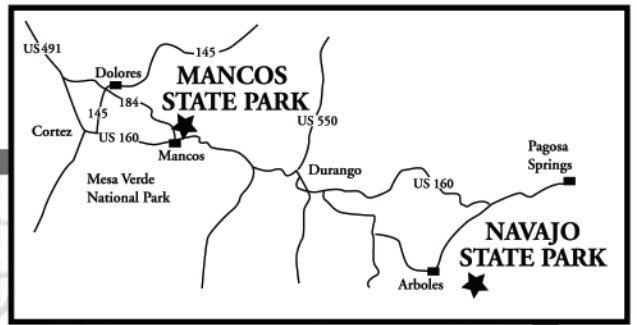 US 491
145
Dolores
MANCOS
STATE PARK
184
145
US 550
Cortez
US 160
Mancos
Durango
Pagosa
Springs
Mesa Verde
National Park
US 160
NAVAJO
STATE PARK
Arboles